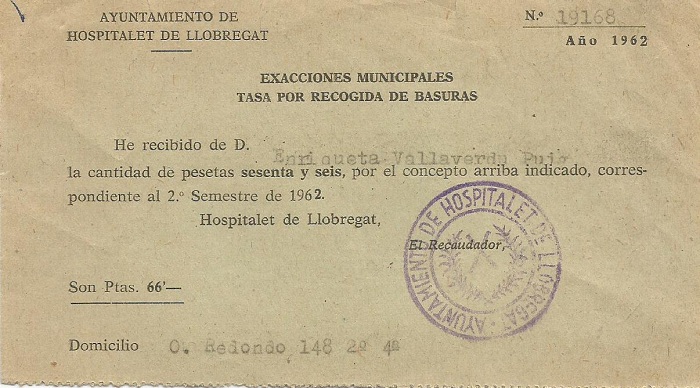 AYUNTAMIENTO DE
HOSPITALET DE LLOBREGAT
N.º 19168
Año 1962
EXACCIONES MUNICIPALES
TASA POR RECOGIDA DE BASURAS
He recibido de D. Enriqueta Vallaverdu Puig
la cantidad de pesetas sesenta y seis, por el concepto arriba indicado, corres-
pondiente al 2.º Semestre de 1962.
Hospitalet de Llobregat,
El Recaudador,
AYUNTAMIENTO DE HOSPITALET DE LLOBREGAT
Son Ptas. 66'—
Domicilio O. Redondo 148 2º 4ª